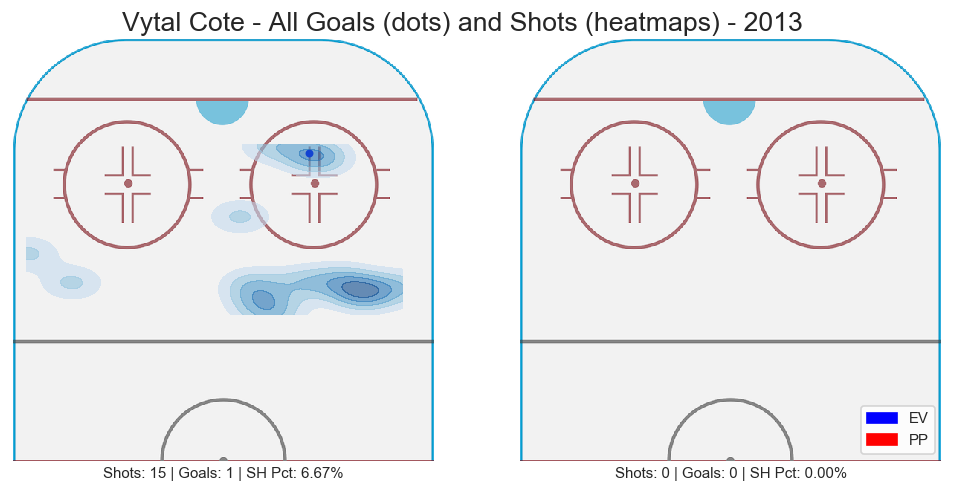 Vytal Cote - All Goals (dots) and Shots (heatmaps) - 2013
EV
PP
Shots: 15 | Goals: 1 | SH Pct: 6.67%
Shots: 0 | Goals: 0 | SH Pct: 0.00%